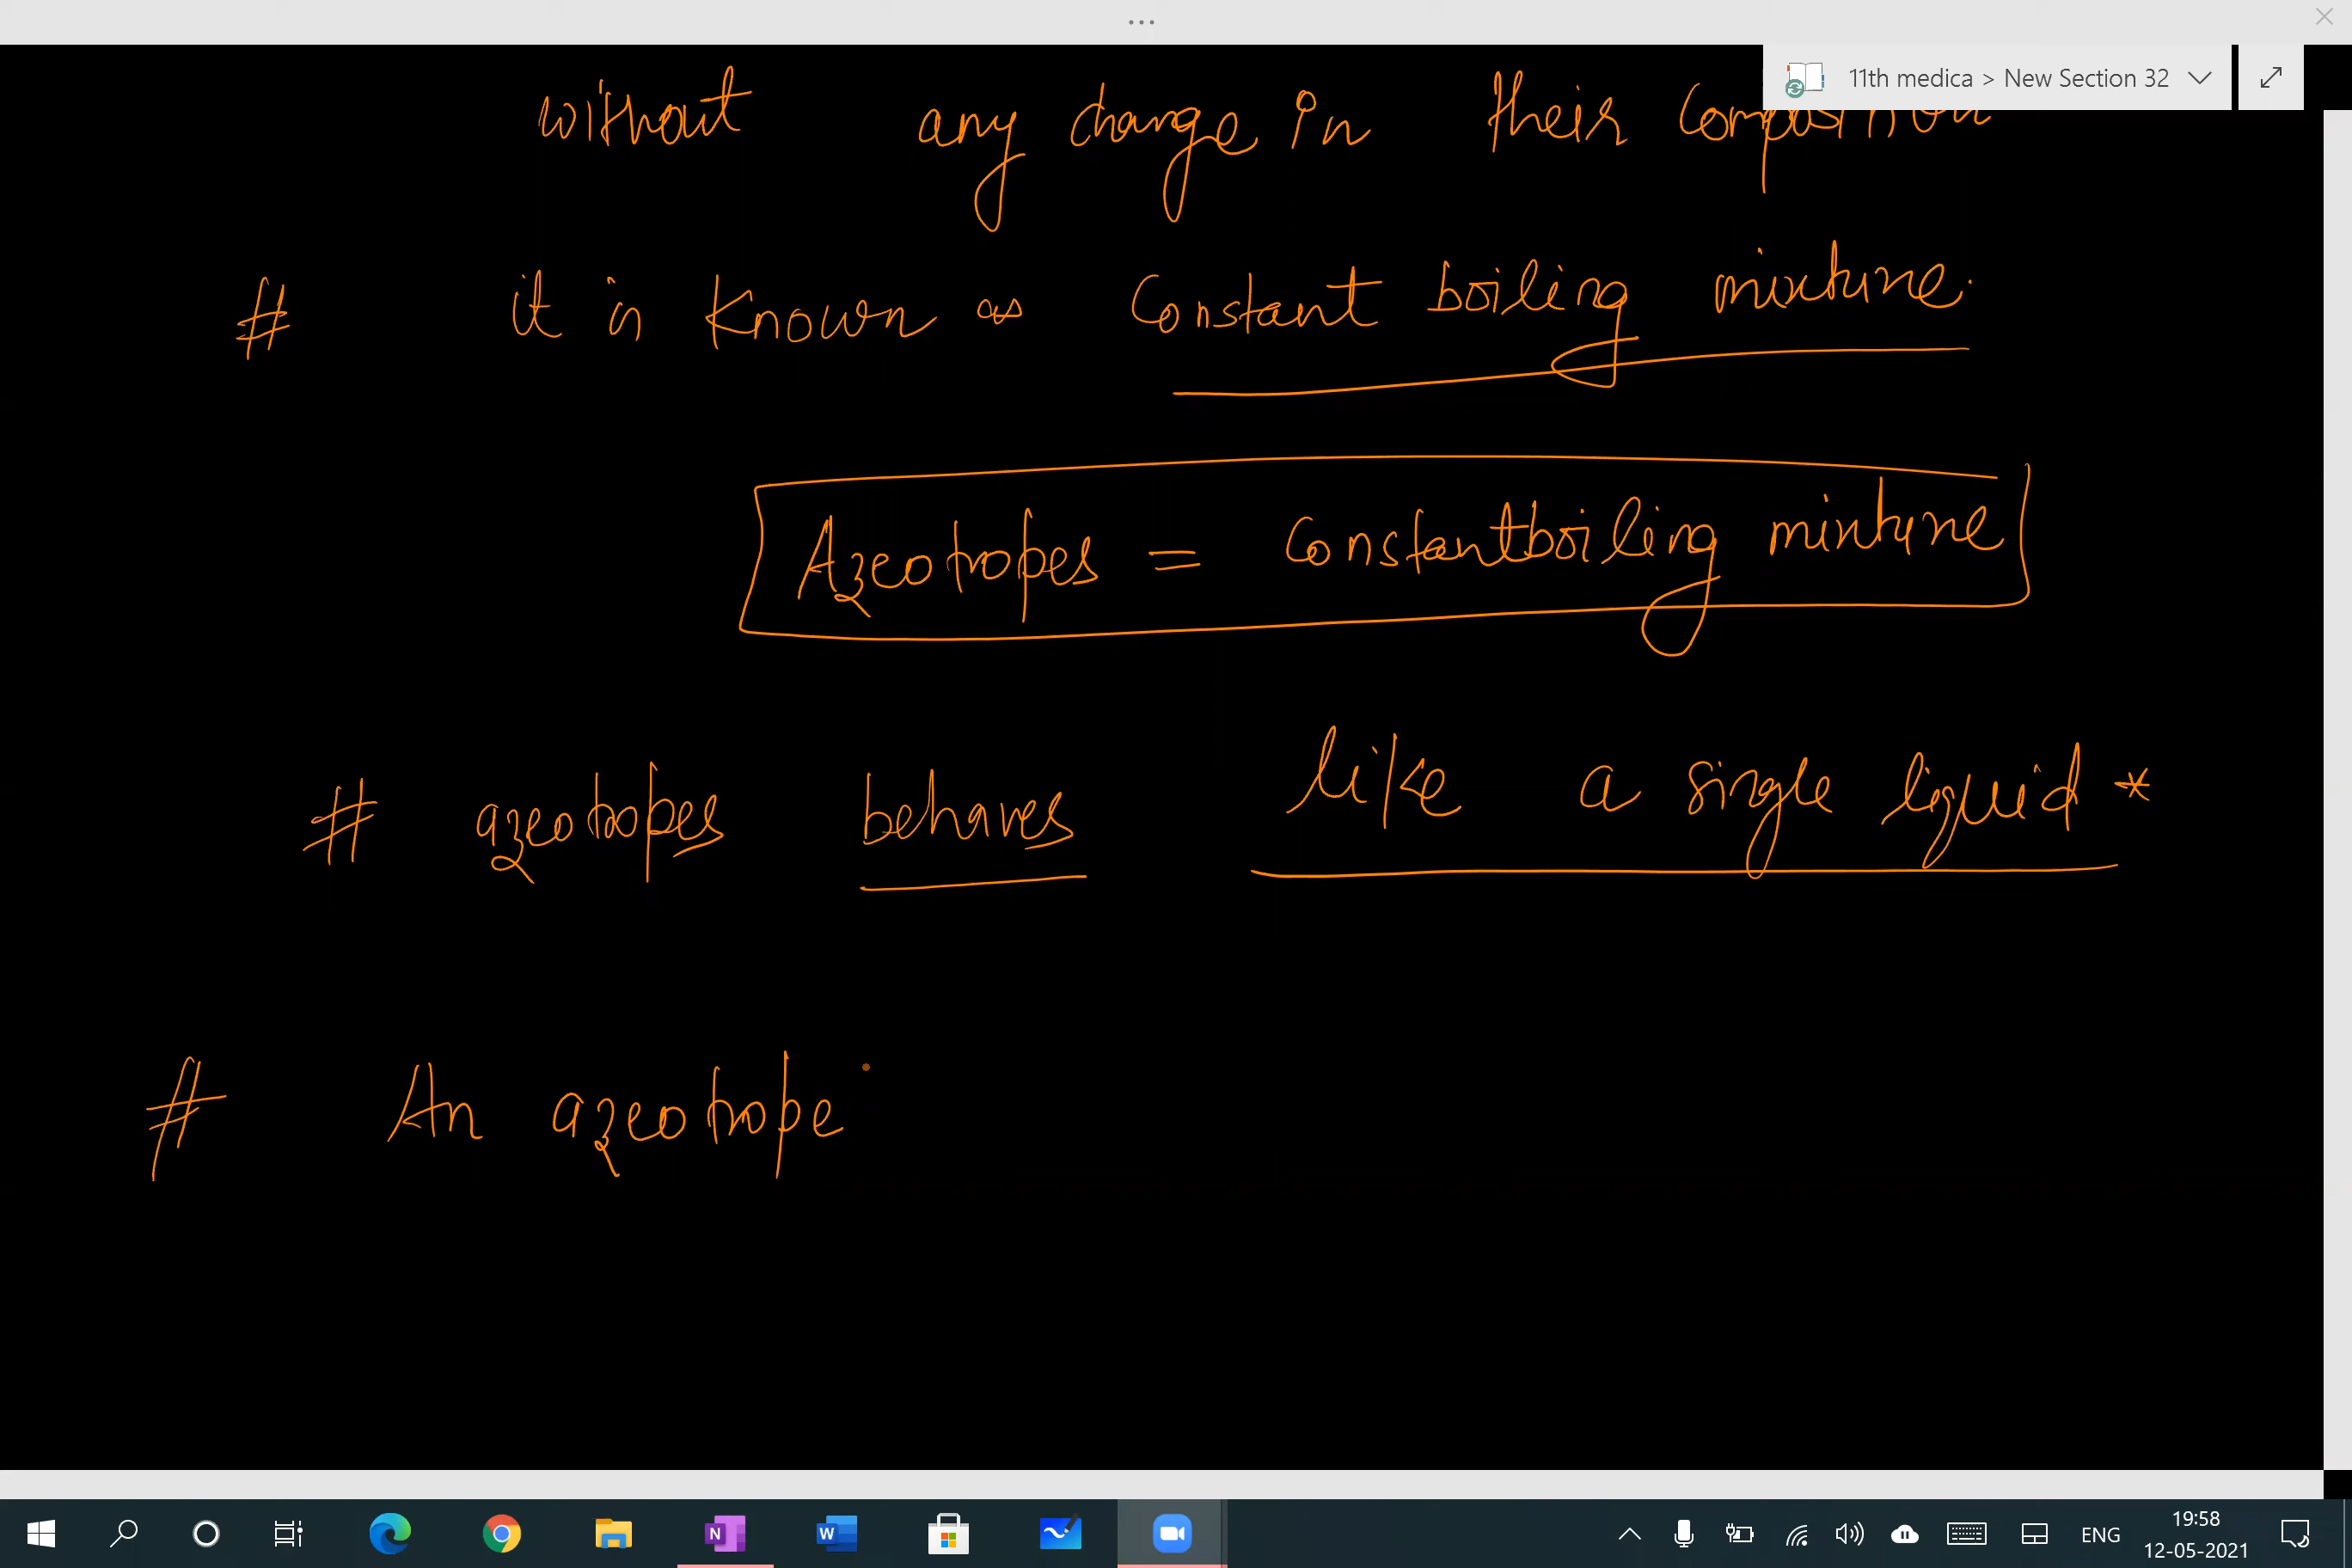 11th medica > New Section 32
without any change in their composition
# it is known as Constant boiling mixture.
Azeotropes = Constantboiling mixture
# azeotropes behaves like a single liquid *
# An azeotrope
ENG
19:58
12-05-2021